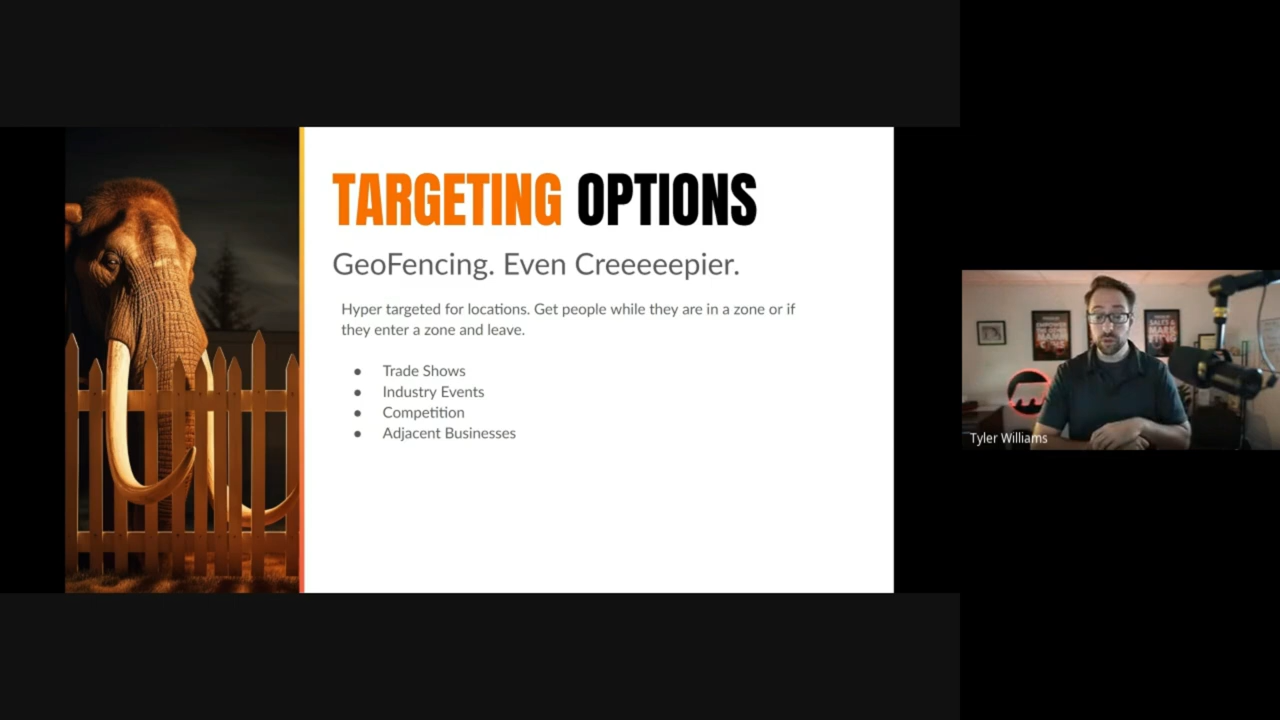 TARGETING OPTIONS
GeoFencing. Even Creeeeepier.
Hyper targeted for locations. Get people while they are in a zone or if
they enter a zone and leave.
● Trade Shows
● Industry Events
● Competition
● Adjacent Businesses
Tyler Williams